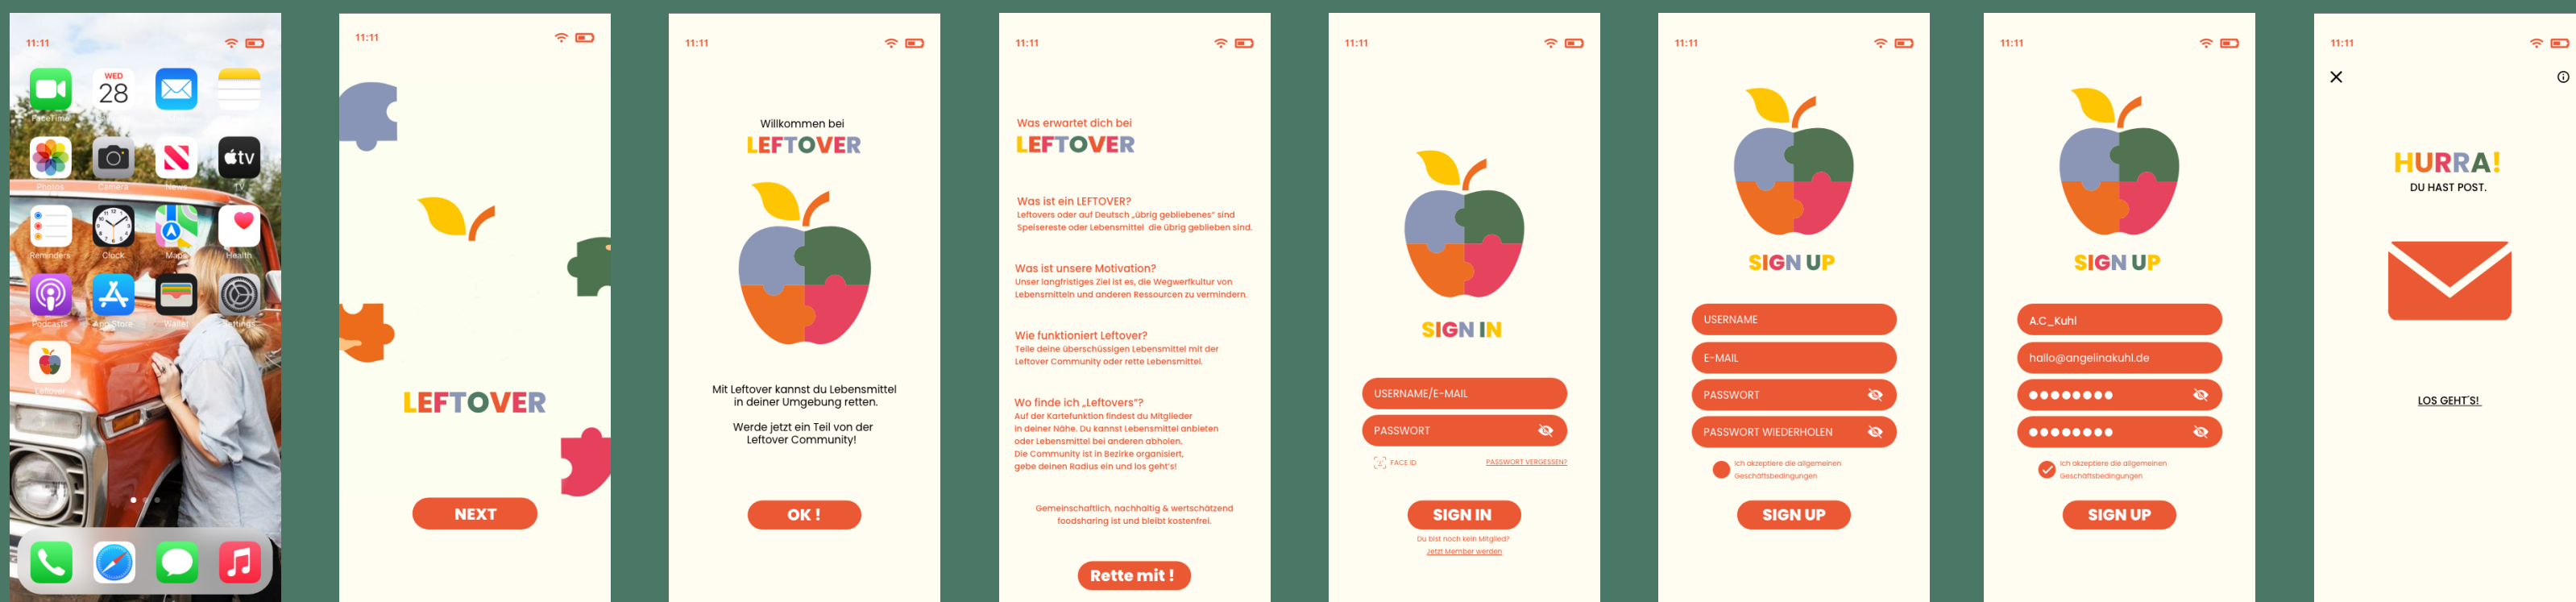 11:11
WED
28
FaceTime
tv
Photos
Camera
News
TV
Reminders
Clock
Maps
Health
Podcasts
App Store
Wallet
Settings
Leftover
11:11
LEFTOVER
NEXT
11:11
Willkommen bei
LEFTOVER
Mit Leftover kannst du Lebensmittel
in deiner Umgebung retten.
Werde jetzt ein Teil von der
Leftover Community!
OK !
11:11
Was erwartet dich bei
LEFTOVER
Was ist ein LEFTOVER?
Leftovers oder auf Deutsch „übrig gebliebenes“ sind
Speisereste oder Lebensmittel die übrig geblieben sind.
Was ist unsere Motivation?
Unser langfristiges Ziel ist es, die Wegwerfkultur von
Lebensmitteln und anderen Ressourcen zu vermindern.
Wie funktioniert Leftover?
Teile deine überschüssigen Lebensmittel mit der
Leftover Community oder rette Lebensmittel.
Wo finde ich „Leftovers“?
Auf der Kartefunktion findest du Mitglieder
in deiner Nähe. Du kannst Lebensmittel anbieten
oder Lebensmittel bei anderen abholen.
Die Community ist in Bezirke organisiert,
gebe deinen Radius ein und los geht's!
Gemeinschaftlich, nachhaltig & wertschätzend
foodsharing ist und bleibt kostenfrei.
Rette mit !
11:11
SIGN IN
USERNAME/E-MAIL
PASSWORT
FACE ID
PASSWORT VERGESSEN?
SIGN IN
Du bist noch kein Mitglied?
Jetzt Member werden
11:11
SIGN UP
USERNAME
E-MAIL
PASSWORT
PASSWORT WIEDERHOLEN
Ich akzeptiere die allgemeinen
Geschäftsbedingungen
SIGN UP
11:11
SIGN UP
A.C_Kuhl
hallo@angelinakuhl.de
Ich akzeptiere die allgemeinen
Geschäftsbedingungen
SIGN UP
11:11
HURRA!
DU HAST POST.
LOS GEHT´S!